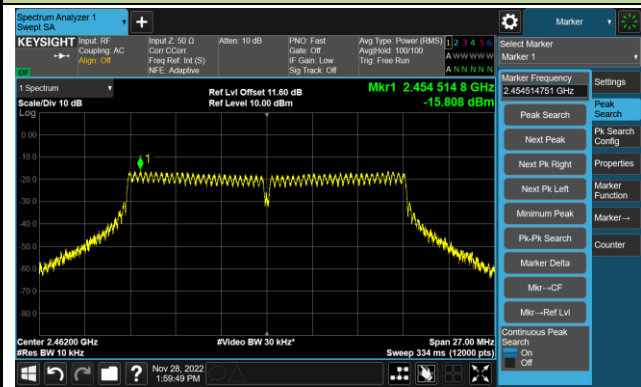 Spectrum Analyzer 1
Swept SA
+
Marker
KEYSIGHT
Input: RF
Coupling: AC
Align: Off
Input Z: 50 Ω
Corr CCorr
Freq Ref: Int (S)
NFE: Adaptive
Atten: 10 dB
PNO: Fast
Gate: Off
IF Gain: Low
Sig Track: Off
Avg Type: Power (RMS)
Avg|Hold: 100/100
Trig: Free Run
1 2 3 4 5 6
A W W W W W
A N N N N N
LXI
Select Marker
Marker 1
1 Spectrum
Scale/Div 10 dB
Log
Ref Lvl Offset 11.60 dB
Ref Level 10.00 dBm
Mkr1 2.454 514 8 GHz
-15.808 dBm
0.00
-10.0
-20.0
-30.0
-40.0
-50.0
-60.0
-70.0
-80.0
1
Center 2.46200 GHz
#Res BW 10 kHz
#Video BW 30 kHz*
Span 27.00 MHz
Sweep 334 ms (12000 pts)
Marker Frequency
2.454514751 GHz
Peak Search
Next Peak
Next Pk Right
Next Pk Left
Minimum Peak
Pk-Pk Search
Marker Delta
Mkr→CF
Mkr→Ref Lvl
Continuous Peak
Search
On
Off
Settings
Peak
Search
Pk Search
Config
Properties
Marker
Function
Marker→
Counter
?
Nov 28, 2022
1:59:49 PM